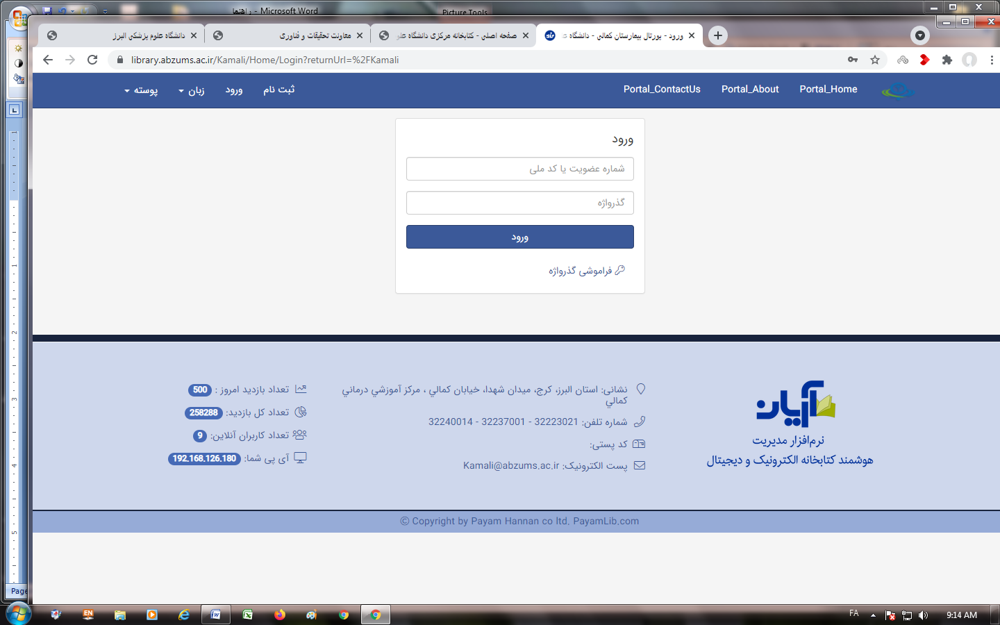 راهنما - Microsoft Word
Picture Tools
دانشگاه علوم پزشکی البرز
معاونت تحقیقات و فناوری
صفحه اصلی - کتابخانه مرکزی دانشگاه علو
ورود - پورتال بیمارستان کمالی - دانشگاه ع
library.abzums.ac.ir/Kamali/Home/Login?returnUrl=%2FKamali
Portal_Home
Portal_About
Portal_ContactUs
ثبت نام
ورود
زبان
پوسته
ورود
شماره عضویت یا کد ملی
گذرواژه
ورود
فراموشی گذرواژه
آریان
نرم‌افزار مدیریت
هوشمند کتابخانه الکترونیک و دیجیتال
نشانی: استان البرز، کرج، میدان شهدا، خیابان کمالي ، مرکز آموزشي درماني
کمالي
شماره تلفن: 32223021 - 32237001 - 32240014
کد پستی:
پست الکترونیک: Kamali@abzums.ac.ir
تعداد بازدید امروز : 500
تعداد کل بازدید: 258288
تعداد کاربران آنلاین: 9
آی پی شما: 192.168.126.180
© Copyright by Payam Hannan co ltd. PayamLib.com
Page
EN
FA
9:14 AM